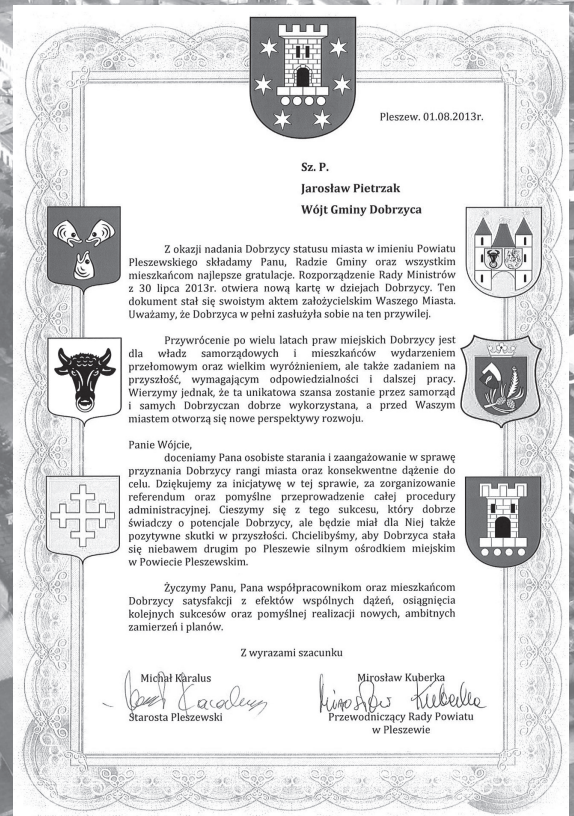 Pleszew. 01.08.2013r.
Sz. P.
Jarosław Pietrzak
Wójt Gminy Dobrzyca
Z okazji nadania Dobrzycy statusu miasta w imieniu Powiatu
Pleszewskiego składamy Panu, Radzie Gminy oraz wszystkim
mieszkańcom najlepsze gratulacje. Rozporządzenie Rady Ministrów
z 30 lipca 2013r. otwiera nową kartę w dziejach Dobrzycy. Ten
dokument stał się swoistym aktem założycielskim Waszego Miasta.
Uważamy, że Dobrzyca w pełni zasłużyła sobie na ten przywilej.
Przywrócenie po wielu latach praw miejskich Dobrzycy jest
dla władz samorządowych i mieszkańców wydarzeniem
przełomowym oraz wielkim wyróżnieniem, ale także zadaniem na
przyszłość, wymagającym odpowiedzialności i dalszej pracy.
Wierzymy jednak, że ta unikatowa szansa zostanie przez samorząd
i samych Dobrzyczan dobrze wykorzystana, a przed Waszym
miastem otworzą się nowe perspektywy rozwoju.
Panie Wójcie,
doceniamy Pana osobiste starania i zaangażowanie w sprawę
przyznania Dobrzycy rangi miasta oraz konsekwentne dążenie do
celu. Dziękujemy za inicjatywę w tej sprawie, za zorganizowanie
referendum oraz pomyślne przeprowadzenie całej procedury
administracyjnej. Cieszymy się z tego sukcesu, który dobrze
świadczy o potencjale Dobrzycy, ale będzie miał dla Niej także
pozytywne skutki w przyszłości. Chcielibyśmy, aby Dobrzyca stała
się niebawem drugim po Pleszewie silnym ośrodkiem miejskim
w Powiecie Pleszewskim.
Życzymy Panu, Pana współpracownikom oraz mieszkańcom
Dobrzycy satysfakcji z efektów wspólnych dążeń, osiągnięcia
kolejnych sukcesów oraz pomyślnej realizacji nowych, ambitnych
zamierzeń i planów.
Z wyrazami szacunku
Michał Karalus
Starosta Pleszewski
Mirosław Kuberka
Mirosław Kuberka
Przewodniczący Rady Powiatu
w Pleszewie